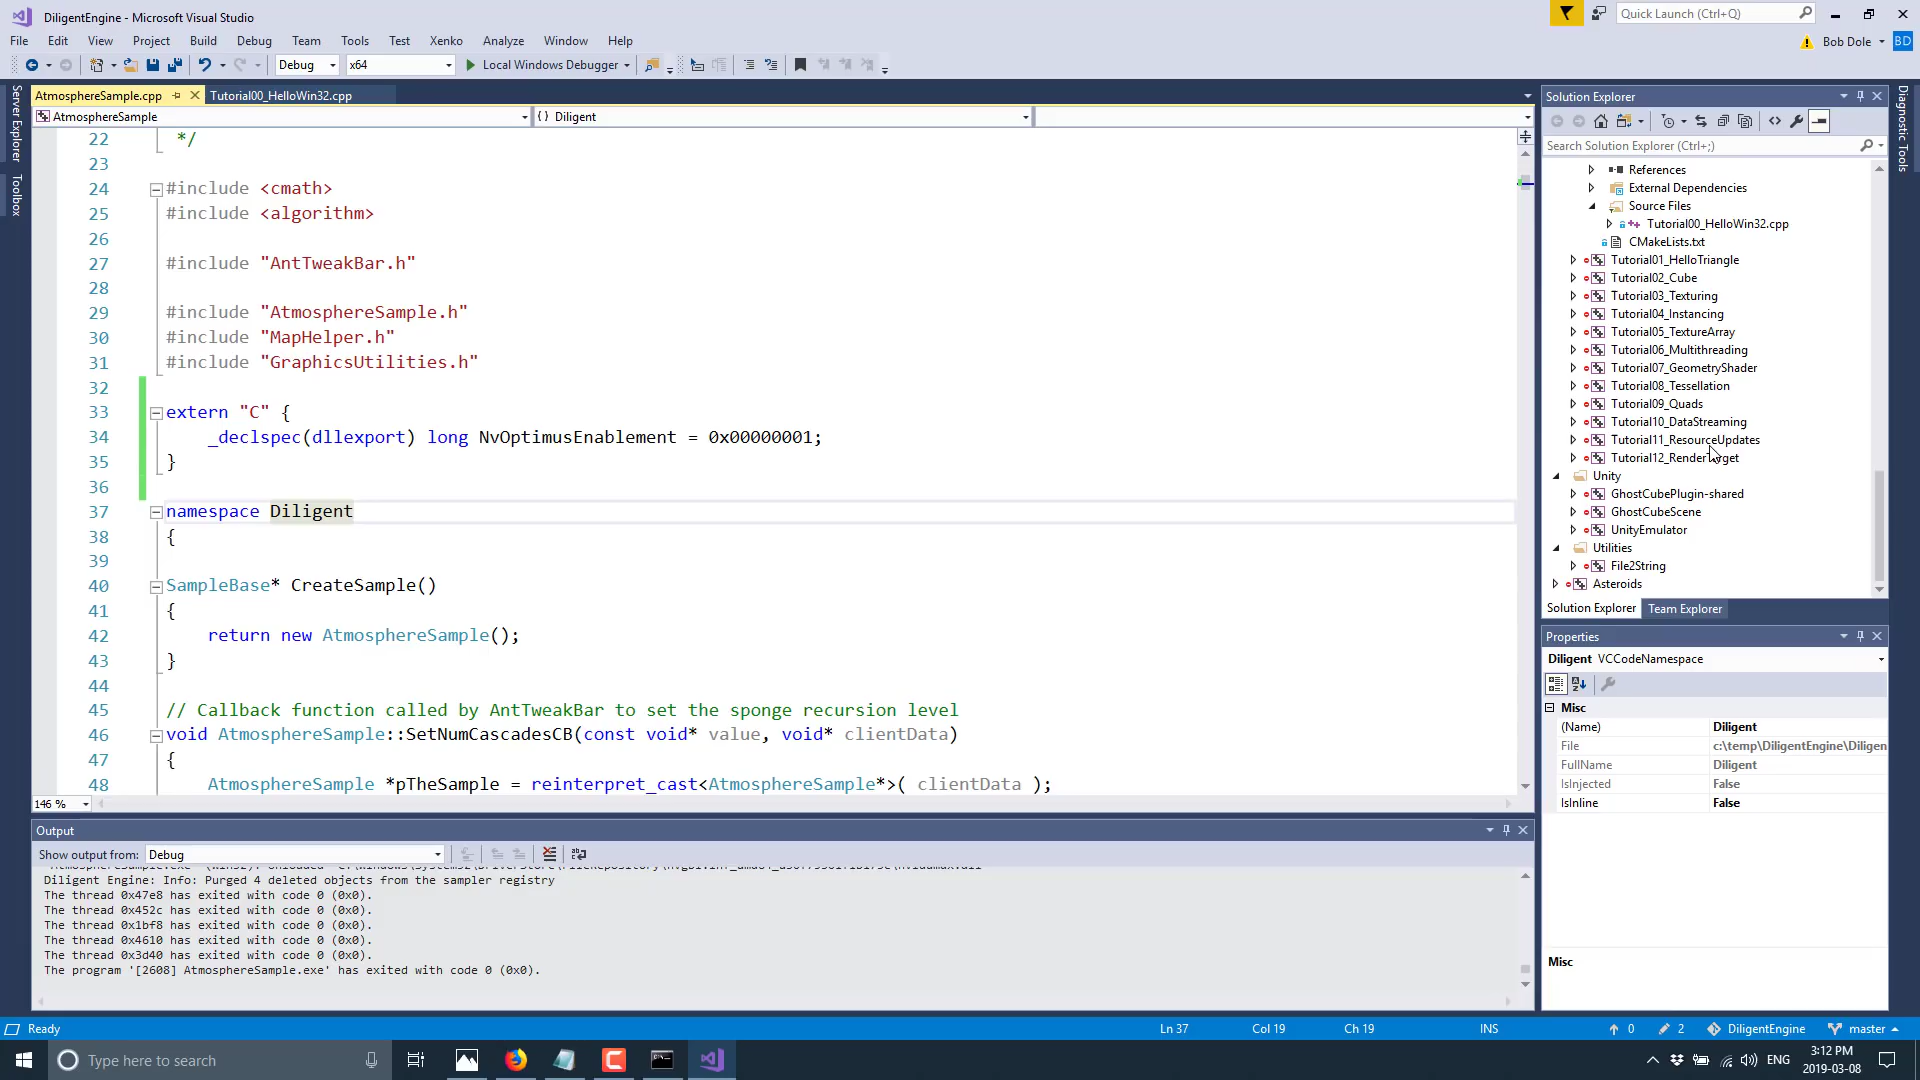 DiligentEngine - Microsoft Visual Studio
Quick Launch (Ctrl+Q)
File Edit View Project Build Debug Team Tools Test Xenko Analyze Window Help
Bob Dole BD
Debug x64 Local Windows Debugger
Server Explorer
Toolbox
AtmosphereSample.cpp Tutorial00_HelloWin32.cpp
AtmosphereSample {} Diligent
22 */
23
24 #include <cmath>
25 #include <algorithm>
26
27 #include "AntTweakBar.h"
28
29 #include "AtmosphereSample.h"
30 #include "MapHelper.h"
31 #include "GraphicsUtilities.h"
32
33 extern "C" {
34 _declspec(dllexport) long NvOptimusEnablement = 0x00000001;
35 }
36
37 namespace Diligent
38 {
39
40 SampleBase* CreateSample()
41 {
42 return new AtmosphereSample();
43 }
44
45 // Callback function called by AntTweakBar to set the sponge recursion level
46 void AtmosphereSample::SetNumCascadesCB(const void* value, void* clientData)
47 {
48 AtmosphereSample *pTheSample = reinterpret_cast<AtmosphereSample*>( clientData );
146 %
Output
Show output from: Debug
Diligent Engine: Info: Purged 4 deleted objects from the sampler registry
The thread 0x47e8 has exited with code 0 (0x0).
The thread 0x452c has exited with code 0 (0x0).
The thread 0x1bf8 has exited with code 0 (0x0).
The thread 0x4610 has exited with code 0 (0x0).
The thread 0x3d40 has exited with code 0 (0x0).
The program '[2608] AtmosphereSample.exe' has exited with code 0 (0x0).
Solution Explorer
Search Solution Explorer (Ctrl+;)
References
External Dependencies
Source Files
Tutorial00_HelloWin32.cpp
CMakeLists.txt
Tutorial01_HelloTriangle
Tutorial02_Cube
Tutorial03_Texturing
Tutorial04_Instancing
Tutorial05_TextureArray
Tutorial06_Multithreading
Tutorial07_GeometryShader
Tutorial08_Tessellation
Tutorial09_Quads
Tutorial10_DataStreaming
Tutorial11_ResourceUpdates
Tutorial12_RenderTarget
Unity
GhostCubePlugin-shared
GhostCubeScene
UnityEmulator
Utilities
File2String
Asteroids
Solution Explorer Team Explorer
Properties
Diligent VCCodeNamespace
Misc
(Name) Diligent
File c:\temp\DiligentEngine\Diligen
FullName Diligent
IsInjected False
IsInline False
Misc
Diagnostic Tools
Ready Ln 37 Col 19 Ch 19 INS 0 2 DiligentEngine master
Type here to search
ENG
3:12 PM
2019-03-08